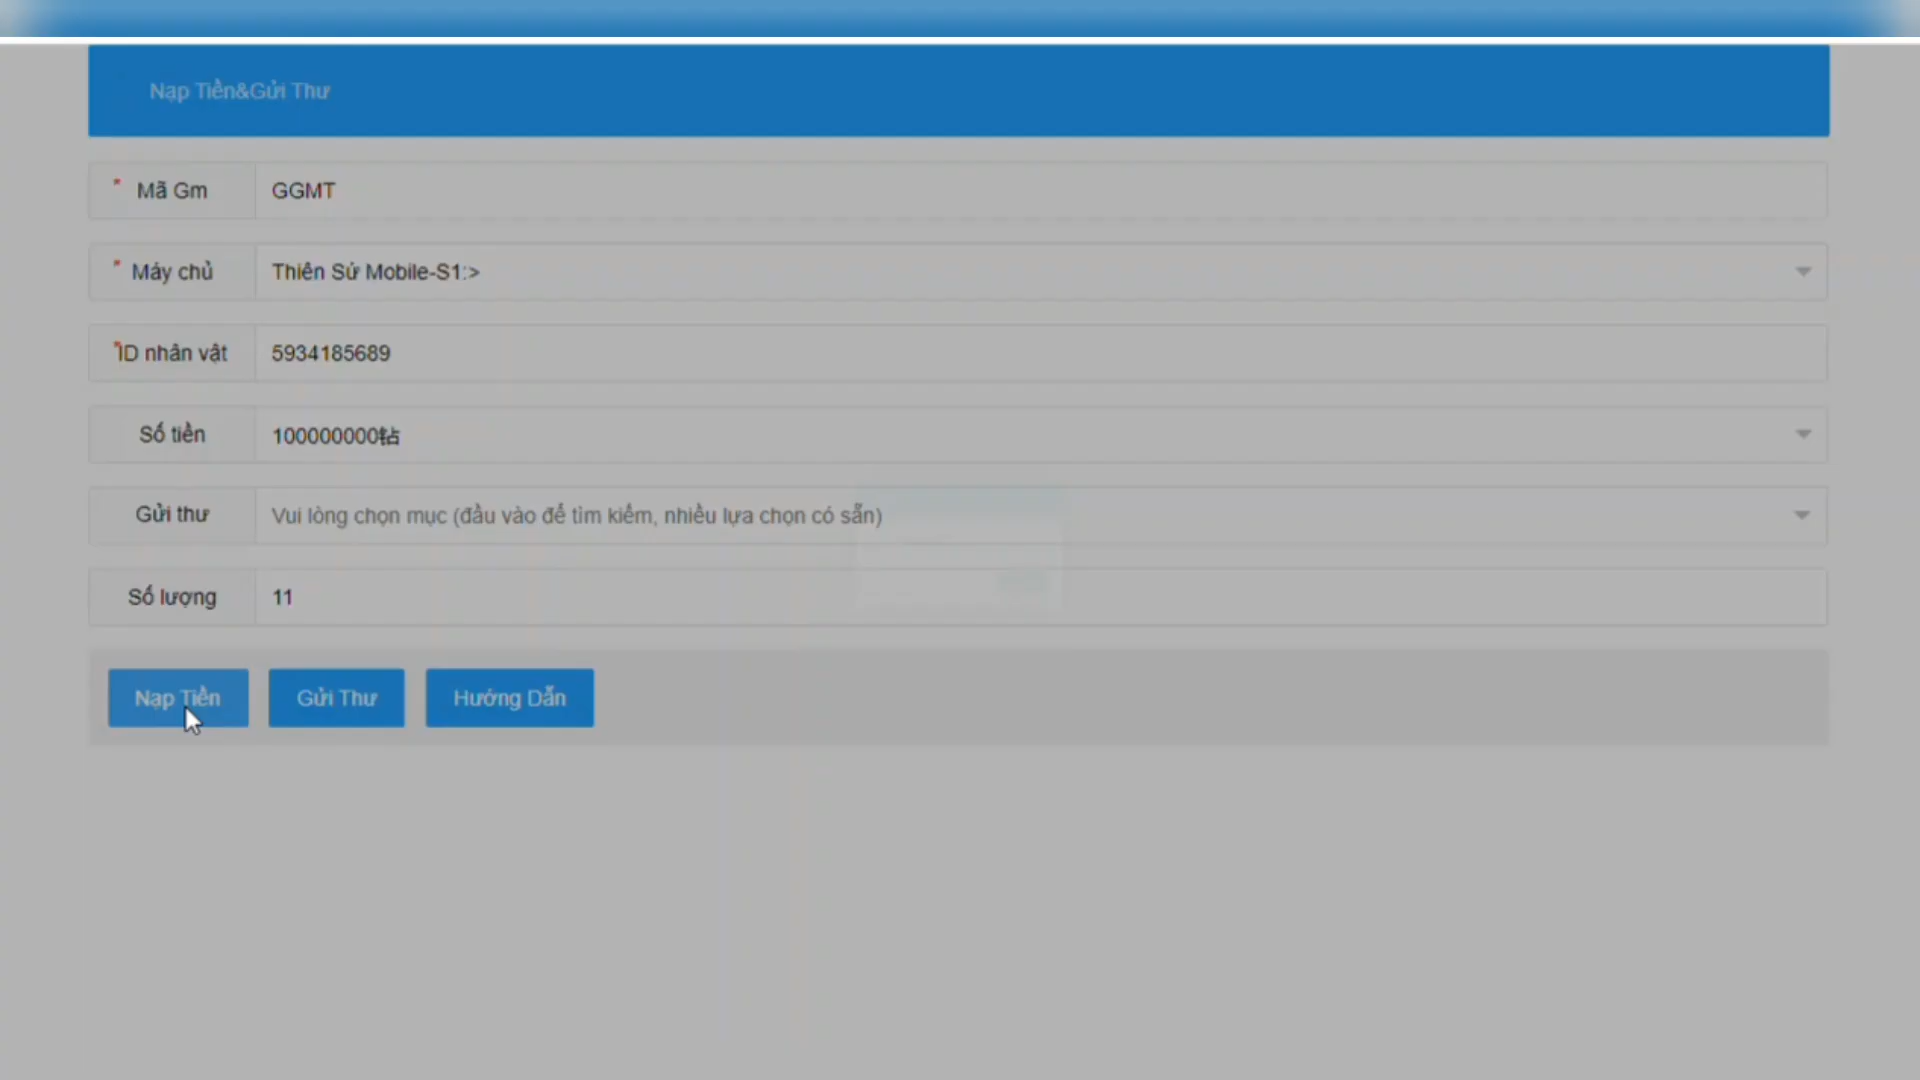 Nạp Tiền&Gửi Thư
* Mã Gm GGMT
* Máy chủ Thiên Sứ Mobile-S1:>
*ID nhân vật 5934185689
Số tiền 100000000钻
Gửi thư Vui lòng chọn mục (đầu vào để tìm kiếm, nhiều lựa chọn có sẵn)
Số lượng 11
Nạp Tiền Gửi Thư Hướng Dẫn